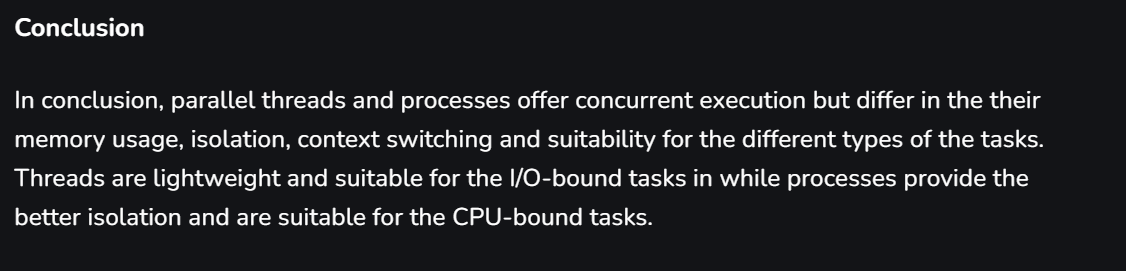 Conclusion
In conclusion, parallel threads and processes offer concurrent execution but differ in the their
memory usage, isolation, context switching and suitability for the different types of the tasks.
Threads are lightweight and suitable for the I/O-bound tasks in while processes provide the
better isolation and are suitable for the CPU-bound tasks.